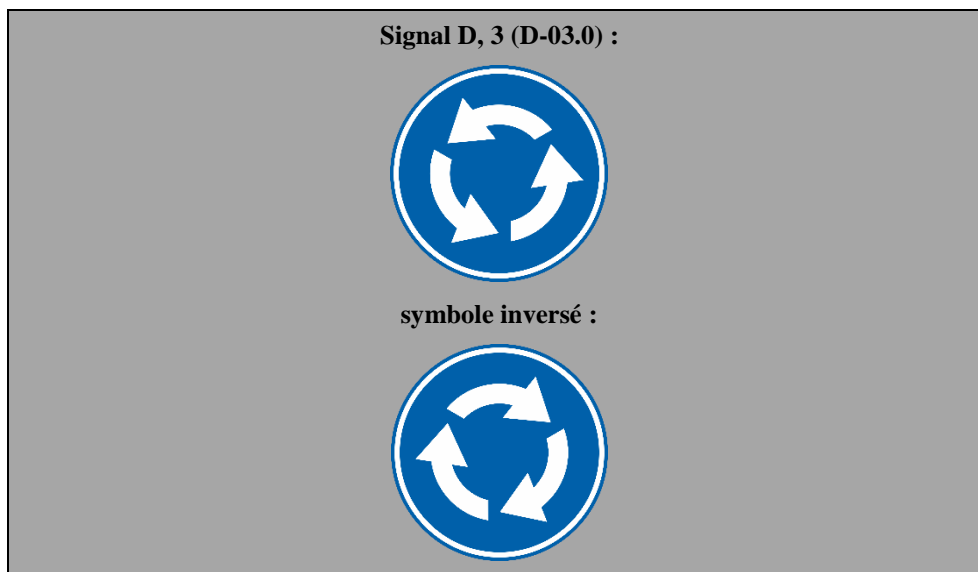 Signal D, 3 (D-03.0) :
symbole inversé :